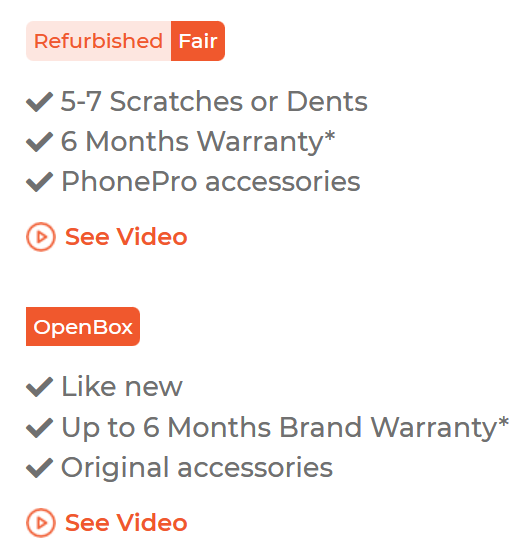 Refurbished Fair
5-7 Scratches or Dents
6 Months Warranty*
PhonePro accessories
See Video
OpenBox
Like new
Up to 6 Months Brand Warranty*
Original accessories
See Video